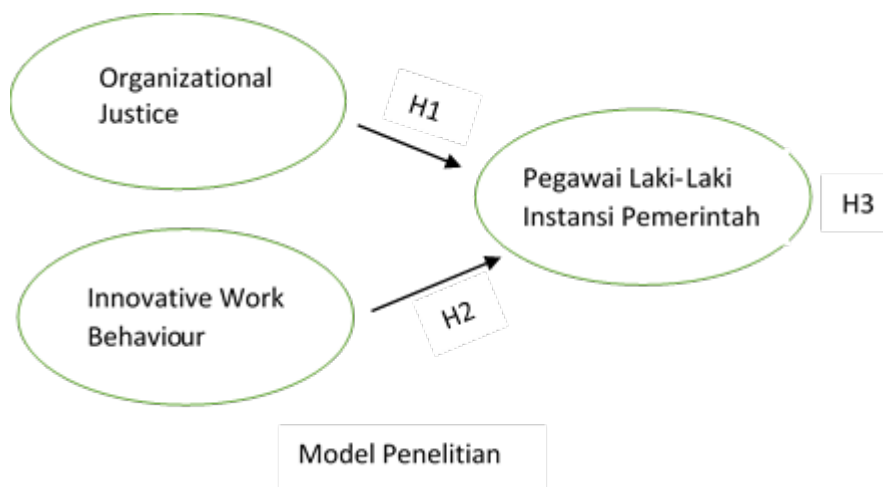 Organizational
Justice
H1
Pegawai Laki-Laki
Instansi Pemerintah
H3
Innovative Work
Behaviour
H2
Model Penelitian